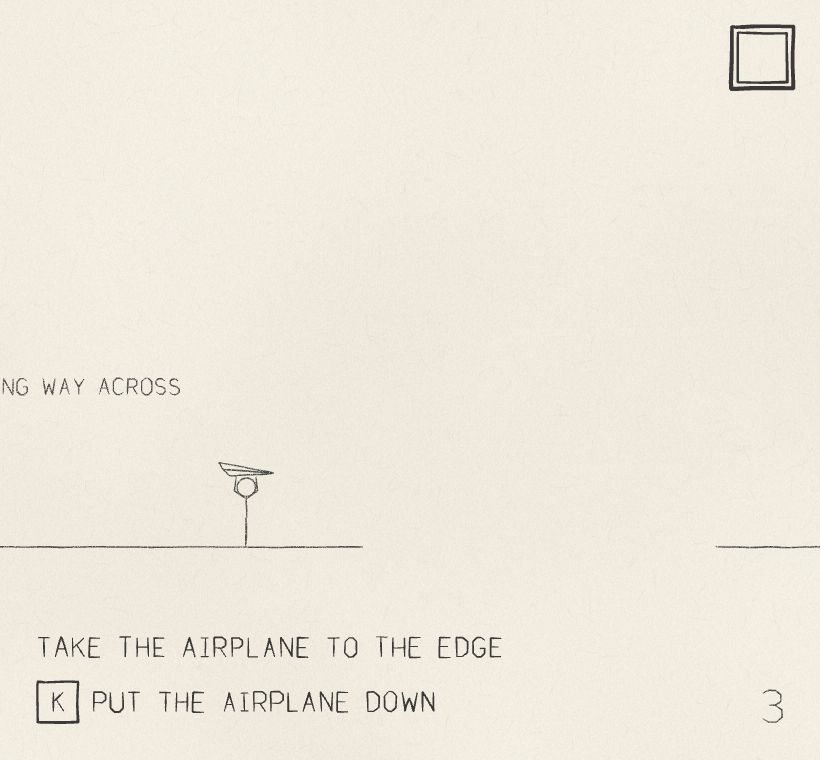 NG WAY ACROSS
TAKE THE AIRPLANE TO THE EDGE
K PUT THE AIRPLANE DOWN
3